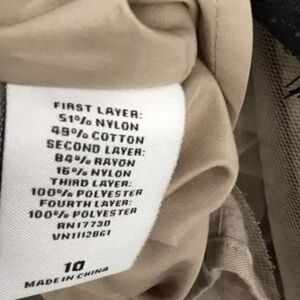 FIRST LAYER:
51% NYLON
49% COTTON
SECOND LAYER:
84% RAYON
16% NYLON
THIRD LAYER:
100% POLYESTER
FOURTH LAYER:
100% POLYESTER
RN17730
VN1112861
10
MADE IN CHINA